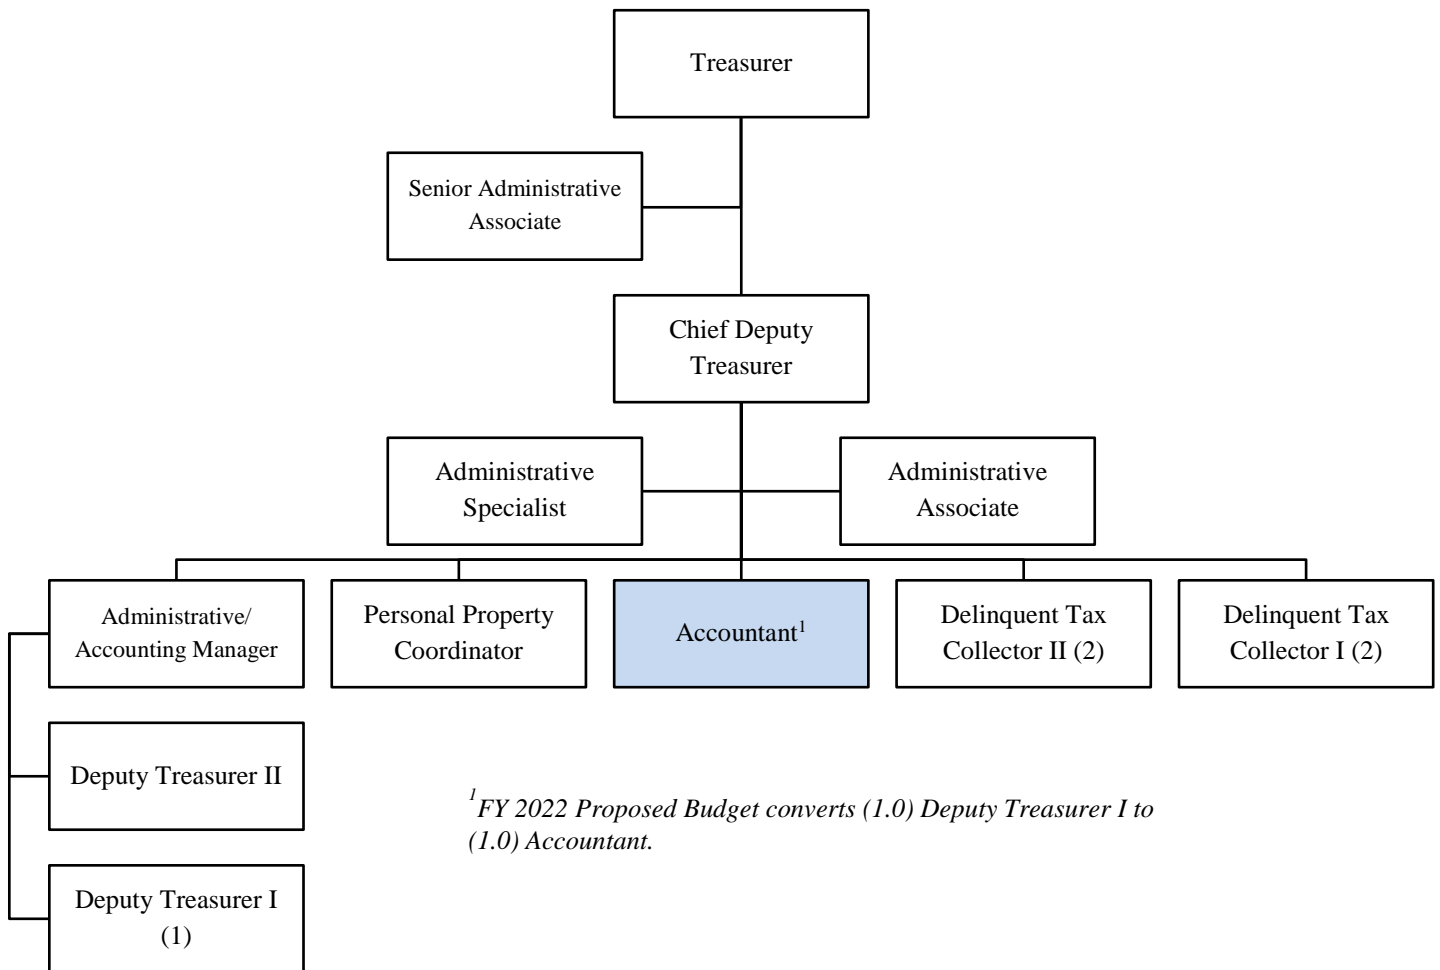 Treasurer
Senior Administrative
Associate
Chief Deputy
Treasurer
Administrative
Specialist
Administrative
Associate
Administrative/
Accounting Manager
Personal Property
Coordinator
Accountant¹
Delinquent Tax
Collector II (2)
Delinquent Tax
Collector I (2)
Deputy Treasurer II
Deputy Treasurer I
(1)
¹FY 2022 Proposed Budget converts (1.0) Deputy Treasurer I to
(1.0) Accountant.